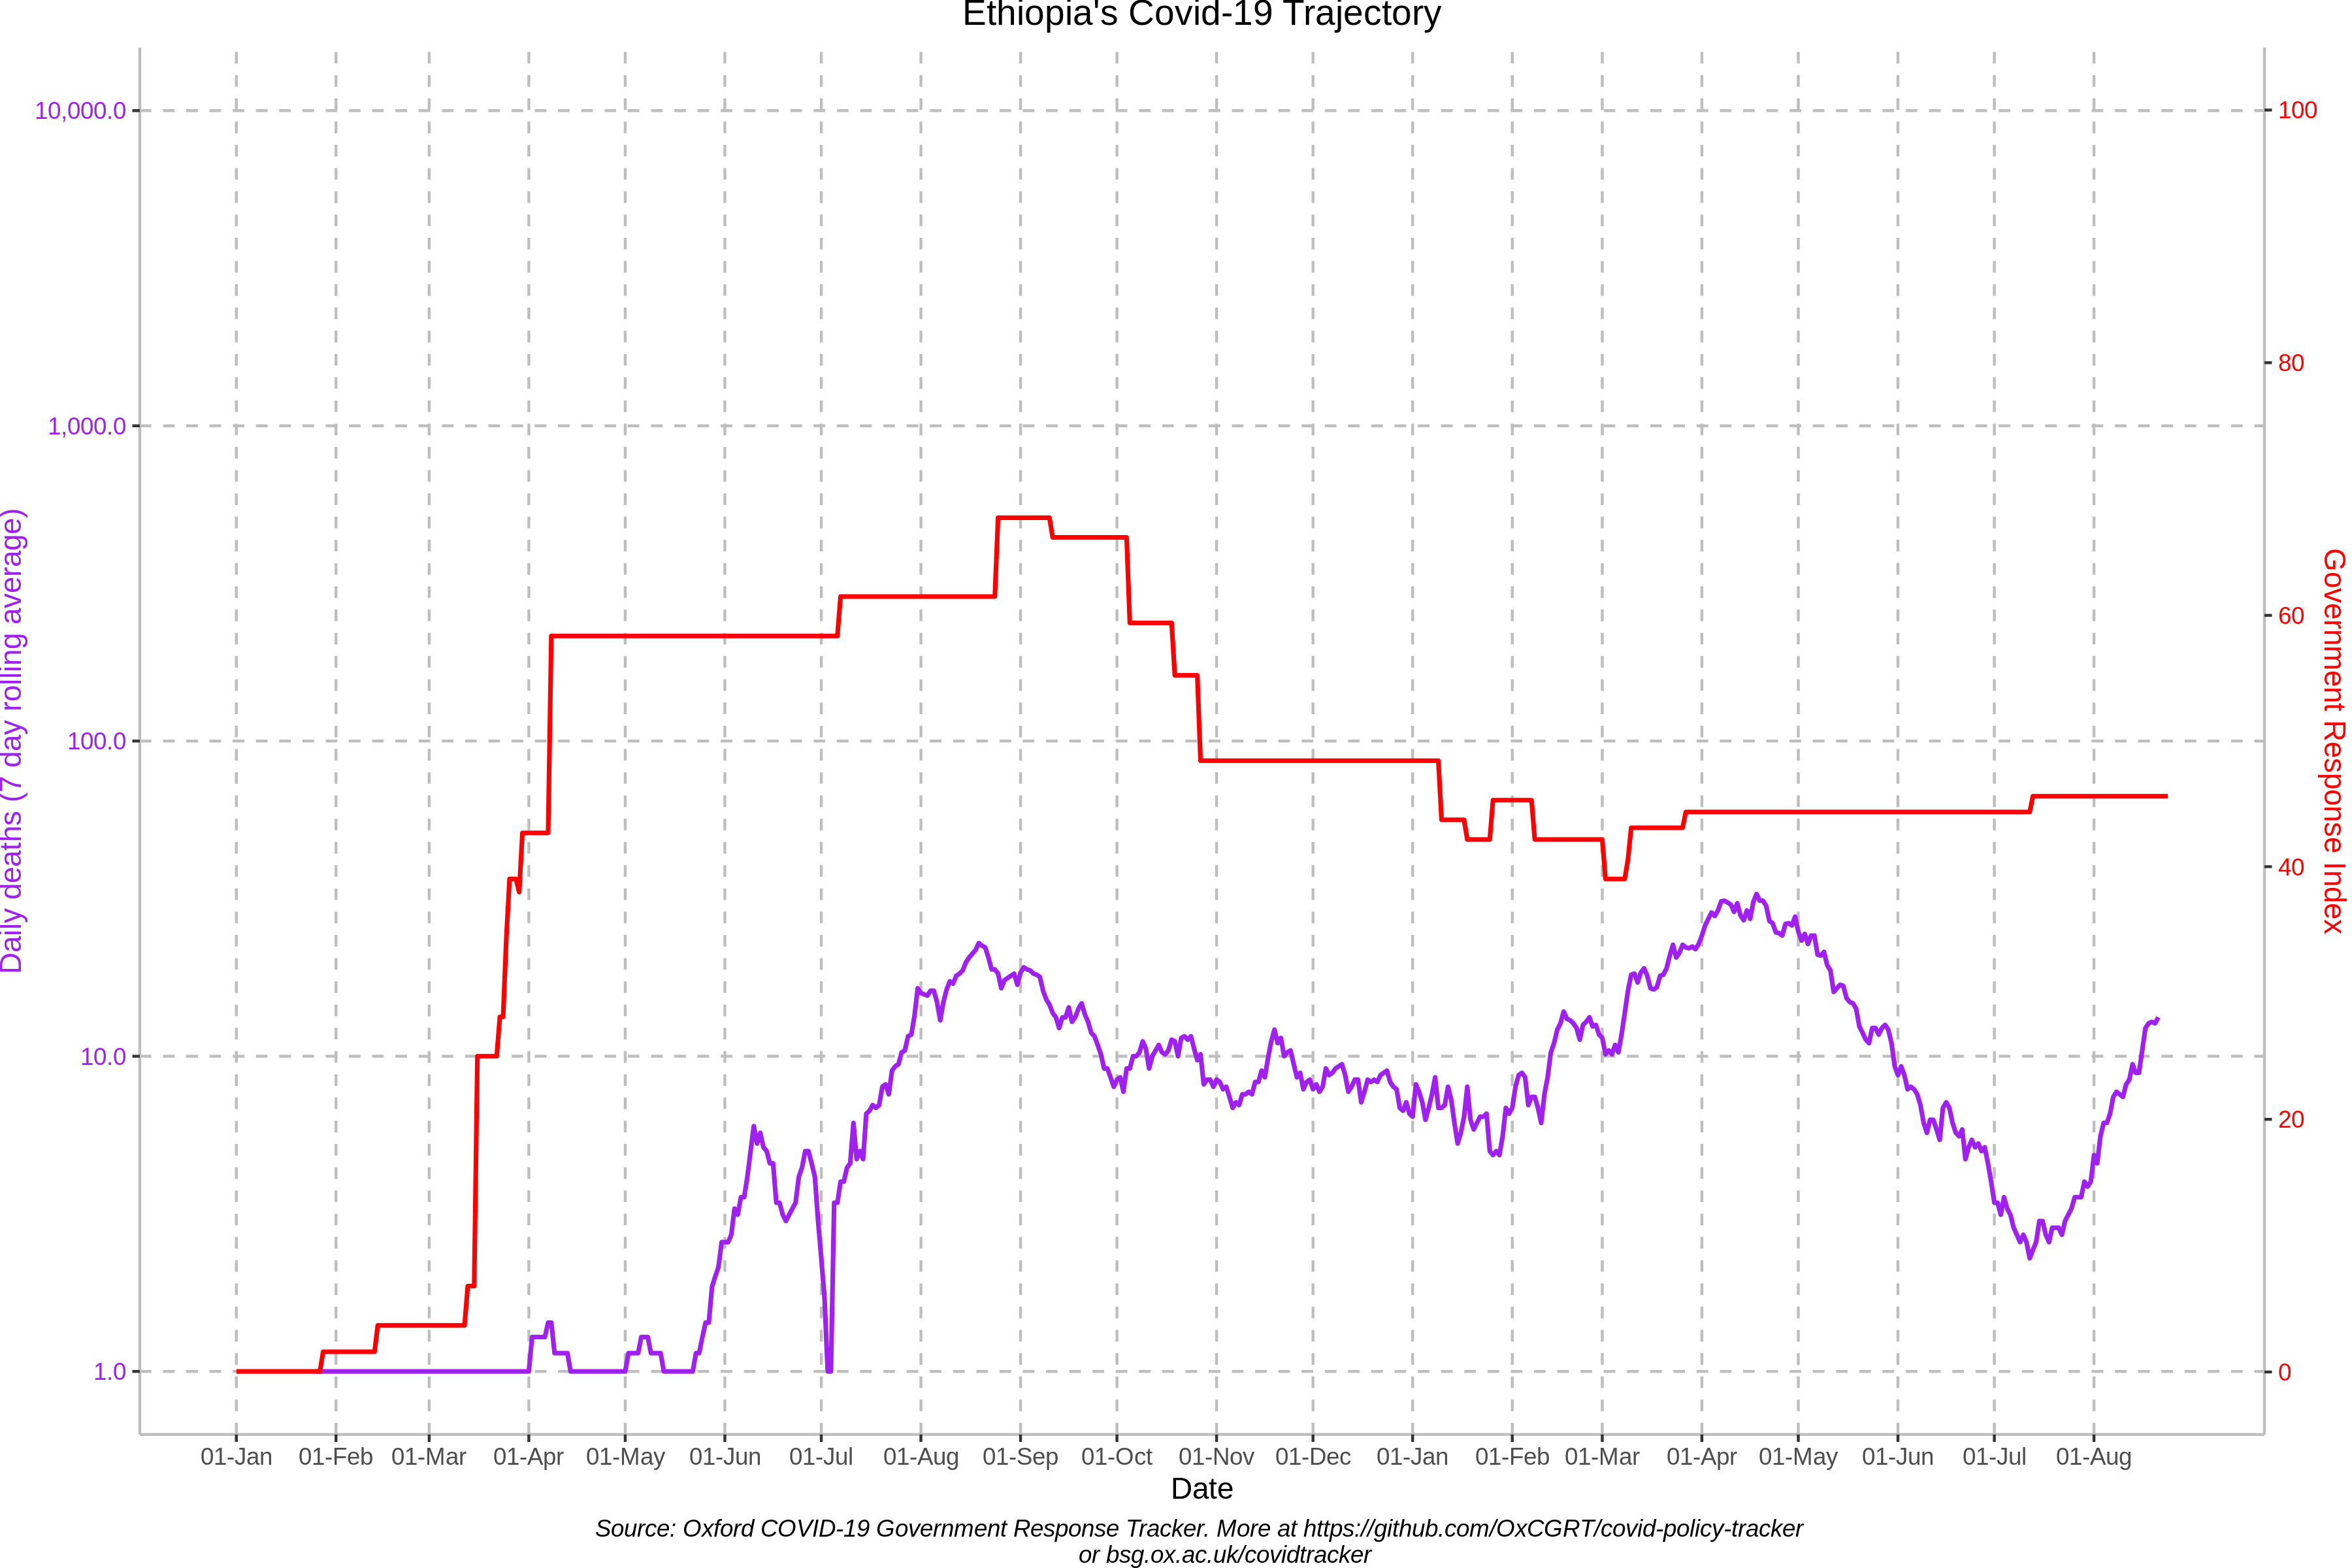 Ethiopia's Covid-19 Trajectory
10,000.0
1,000.0
100.0
10.0
1.0
Daily deaths (7 day rolling average)
100
80
60
40
20
0
Government Response Index
01-Jan 01-Feb 01-Mar 01-Apr 01-May 01-Jun 01-Jul 01-Aug 01-Sep 01-Oct 01-Nov 01-Dec 01-Jan 01-Feb 01-Mar 01-Apr 01-May 01-Jun 01-Jul 01-Aug
Date
Source: Oxford COVID-19 Government Response Tracker. More at https://github.com/OxCGRT/covid-policy-tracker
or bsg.ox.ac.uk/covidtracker